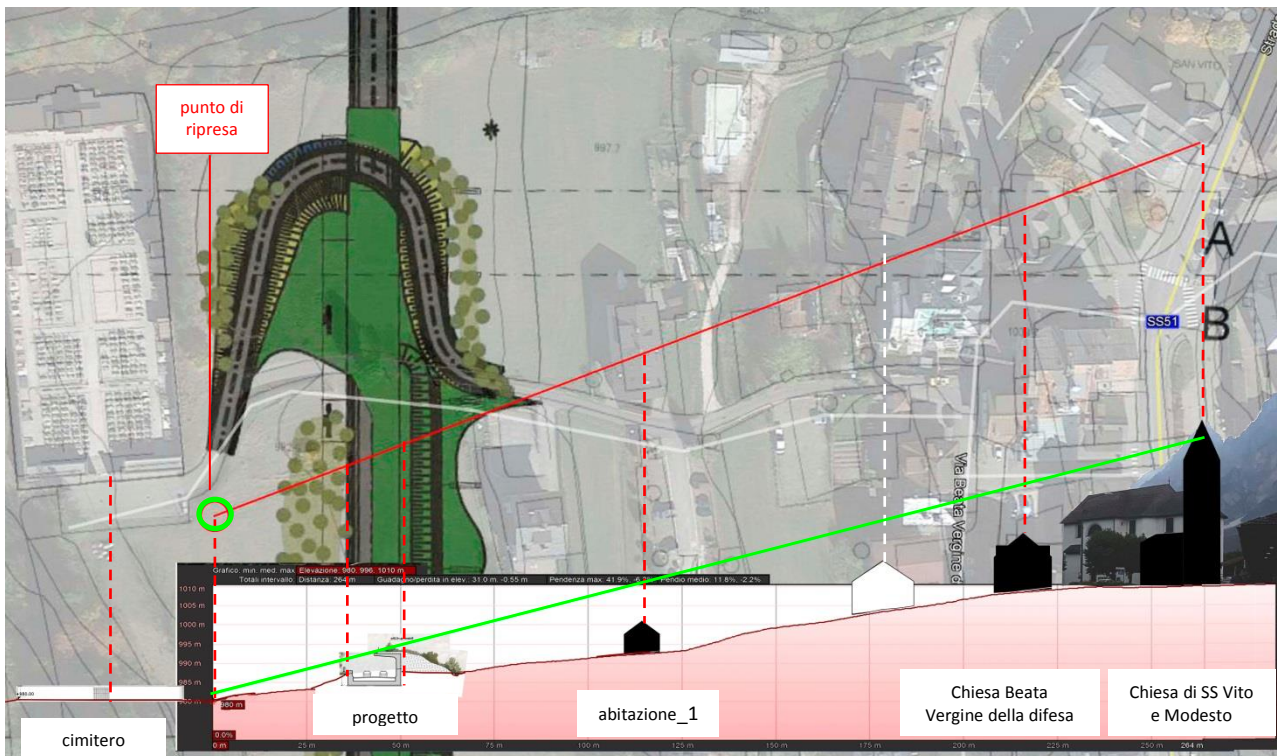 punto di
ripresa
997.7
SAN VITO
A
SS51
B
Via Beata Vergine d
Grafico: min, med, max Elevazione: 980, 996, 1010 m
Totali intervallo: Distanza: 264 m Guadagno/perdita in elev.: 31.0 m, -0.55 m Pendenza max: 41.9%, -6.2% Pendio medio: 11.8%, -2.2%
1010 m
1005 m
1000 m
995 m
990 m
985 m
980 m
980 m
0.0%
0 m 25 m 50 m 75 m 100 m 125 m 150 m 175 m 200 m 225 m 250 m 264 m
cimitero
progetto
abitazione_1
Chiesa Beata
Vergine della difesa
Chiesa di SS Vito
e Modesto